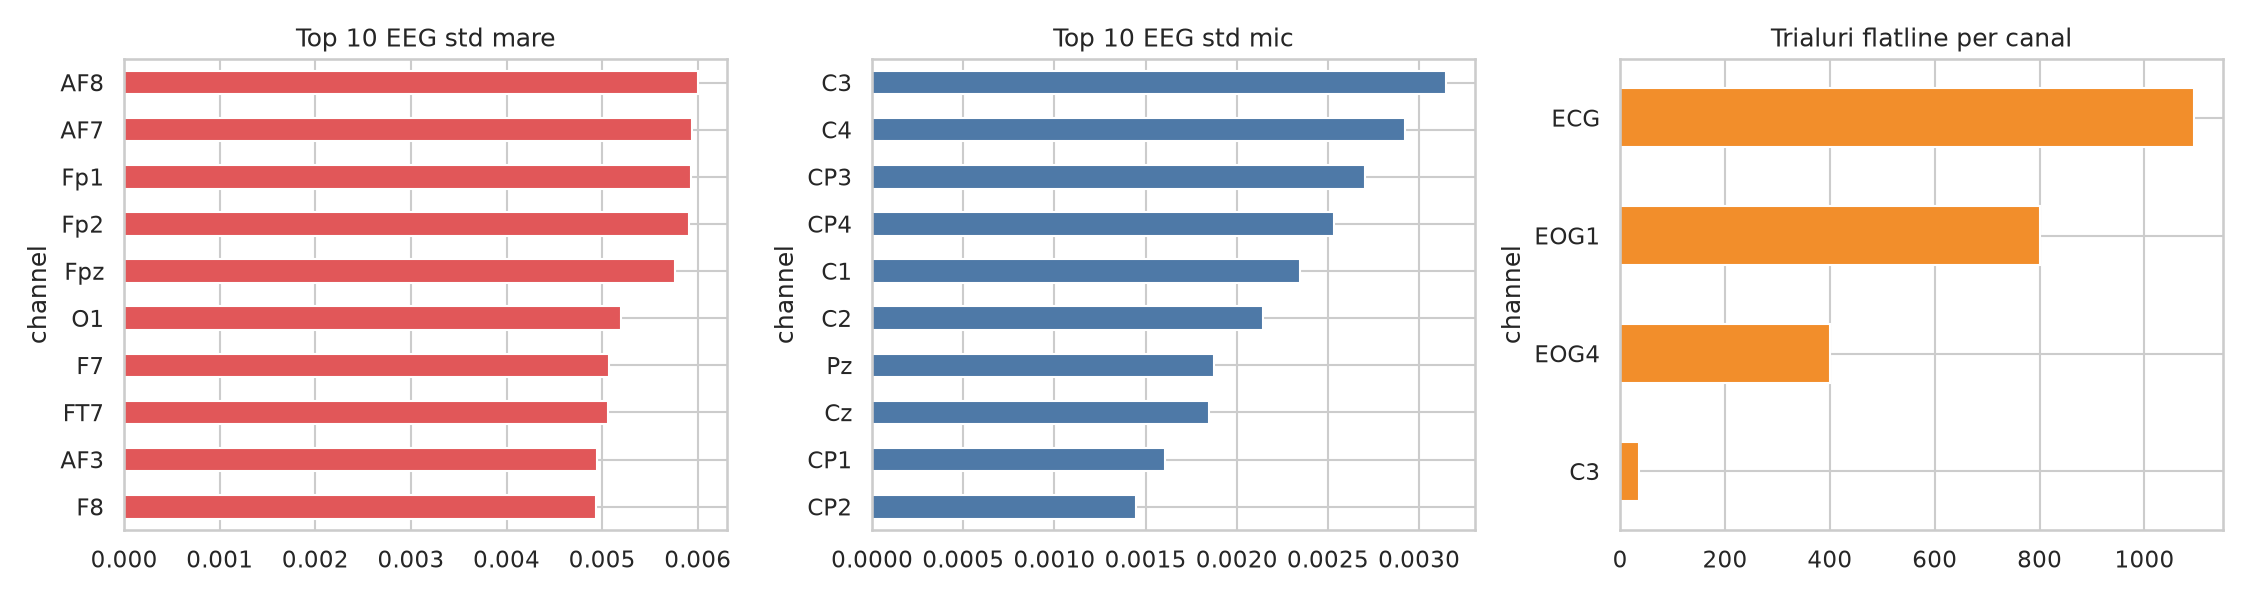 Top 10 EEG std mare
channel
AF8
AF7
Fp1
Fp2
Fpz
O1
F7
FT7
AF3
F8
0.000 0.001 0.002 0.003 0.004 0.005 0.006
Top 10 EEG std mic
channel
C3
C4
CP3
CP4
C1
C2
Pz
Cz
CP1
CP2
0.0000 0.0005 0.0010 0.0015 0.0020 0.0025 0.0030
Trialuri flatline per canal
channel
ECG
EOG1
EOG4
C3
0 200 400 600 800 1000